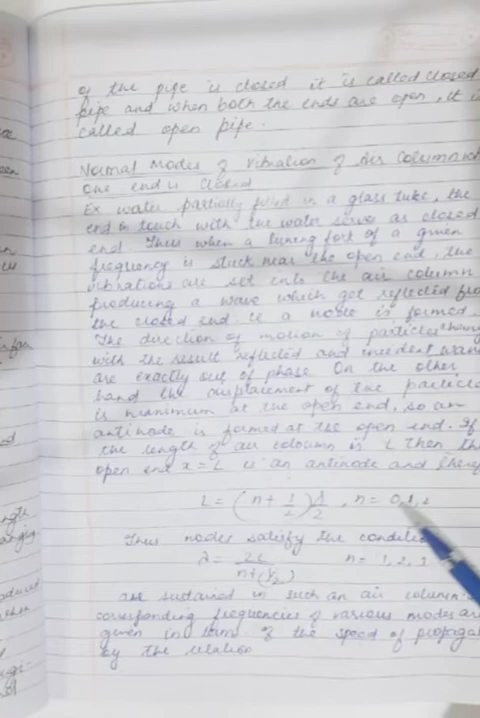 of the pipe is closed it is called closed
pipe and when both the ends are open, it is
called open pipe.
Normal modes of vibration of Air Column with
one end is closed
Ex water partially filled in a glass tube, the
end in touch with the water serves as closed
end. Thus when a tuning fork of a given
frequency is stuck near the open end, the
vibrations are set into the air column
producing a wave which get reflected fro
the closed end ie a node is formed.
The direction of motion of particles
with the result reflected and incident
are exactly out of phase On the other
hand the displacement of the particle
is maximum at the open end, so an
antinode is formed at the open end. If
the length of air coloumn is L then the
open end x = L is an antinode and
L = (n + 1/2) λ/2 , n = 0, 1, 2
Thus nodes satisfy the condition
λ = 2L / n+(1/2) n = 1, 2, 3
are sustained in such an air column
corresponding frequencies of various modes are
given in term of the speed of propagat
by the relation